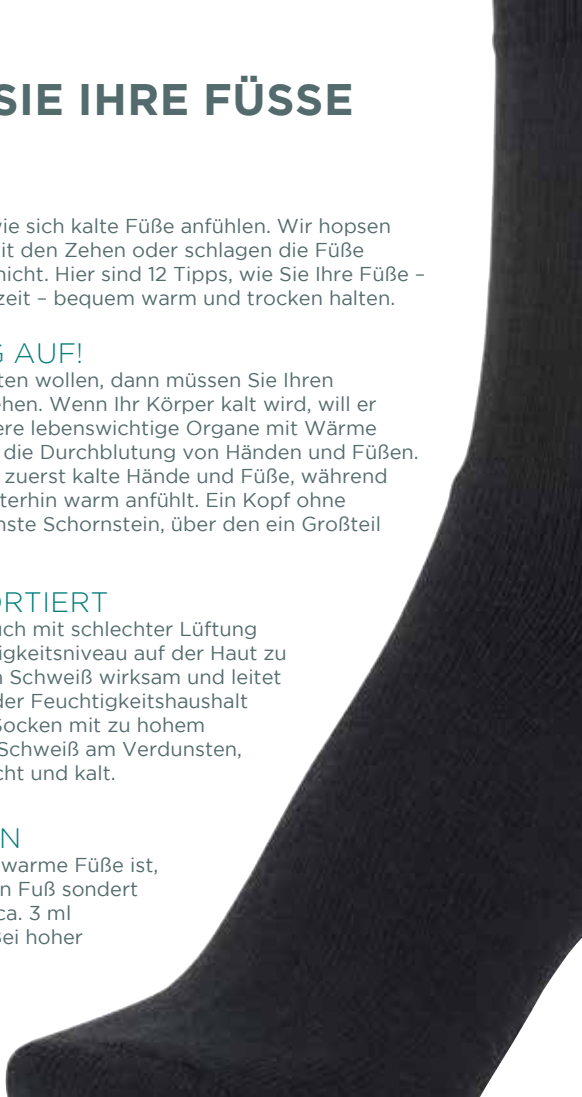 SIE IHRE FÜSSE
wie sich kalte Füße anfühlen. Wir hopsen
it den Zehen oder schlagen die Füße
nicht. Hier sind 12 Tipps, wie Sie Ihre Füße –
zeit – bequem warm und trocken halten.
G AUF!
ten wollen, dann müssen Sie Ihren
ehen. Wenn Ihr Körper kalt wird, will er
ere lebenswichtige Organe mit Wärme
die Durchblutung von Händen und Füßen.
zuerst kalte Hände und Füße, während
terhin warm anfühlt. Ein Kopf ohne
nste Schornstein, über den ein Großteil
ORTIERT
uch mit schlechter Lüftung
igkeitsniveau auf der Haut zu
n Schweiß wirksam und leitet
der Feuchtigkeitshaushalt
Socken mit zu hohem
Schweiß am Verdunsten,
cht und kalt.
N
warme Füße ist,
n Fuß sondert
ca. 3 ml
Bei hoher